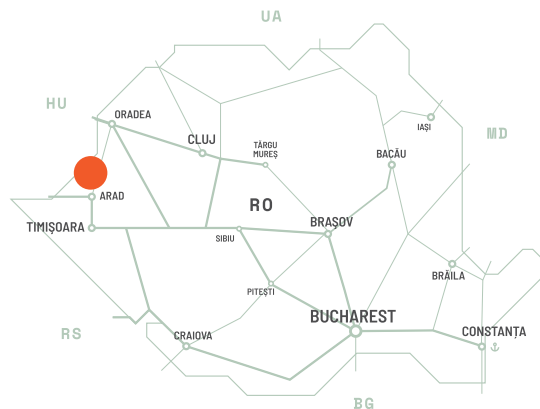 UA
HU
ORADEA
IAȘI
MD
CLUJ
TÂRGU
MUREȘ
BACĂU
ARAD
RO
TIMIȘOARA
BRAȘOV
SIBIU
BRĂILA
PITEȘTI
BUCHAREST
RS
CRAIOVA
CONSTANȚA
BG